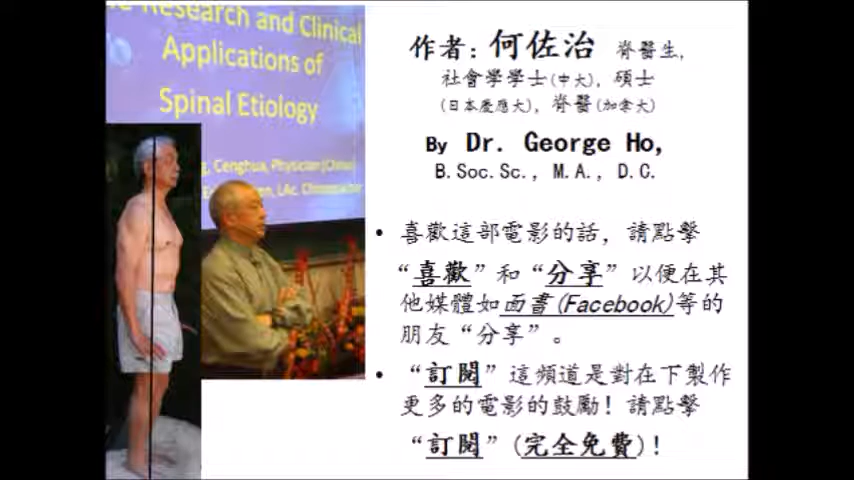 Research and Clinical
Applications of
Spinal Etiology
Cenghua, Physician
LAc.
作者: 何佐治 脊醫生,
社會學學士(中大), 碩士
(日本慶應大), 脊醫(加拿大)
By Dr. George Ho,
B.Soc.Sc., M.A., D.C.
• 喜歡這部電影的話, 請點擊
“喜歡”和“分享”以便在其
他媒體如面書(Facebook)等的
朋友“分享”。
• “訂閱”這頻道是對在下製作
更多的電影的鼓勵! 請點擊
“訂閱”(完全免費)!